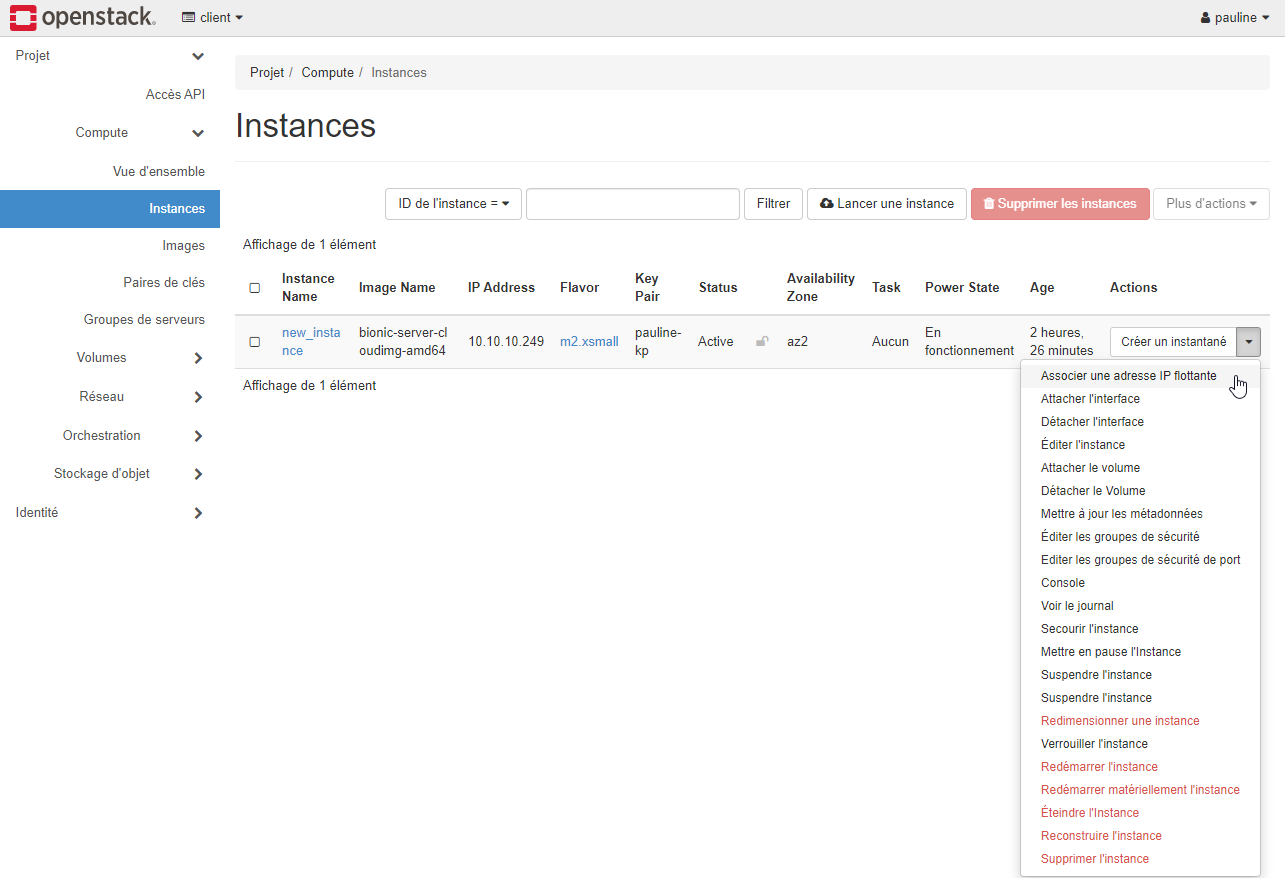 openstack. client pauline
Projet
Accès API
Compute
Vue d'ensemble
Instances
Images
Paires de clés
Groupes de serveurs
Volumes
Réseau
Orchestration
Stockage d'objet
Identité
Projet / Compute / Instances
Instances
ID de l'instance = Filtrer Lancer une instance Supprimer les instances Plus d'actions
Affichage de 1 élément
Instance Name Image Name IP Address Flavor Key Pair Status Availability Zone Task Power State Age Actions
new_insta
nce
bionic-server-cl
oudimg-amd64
10.10.10.249
m2.xsmall
pauline-
kp
Active
az2
Aucun
En
fonctionnement
2 heures,
26 minutes
Créer un instantané
Affichage de 1 élément
Associer une adresse IP flottante
Attacher l'interface
Détacher l'interface
Éditer l'instance
Attacher le volume
Détacher le Volume
Mettre à jour les métadonnées
Éditer les groupes de sécurité
Editer les groupes de sécurité de port
Console
Voir le journal
Secourir l'instance
Mettre en pause l'Instance
Suspendre l'instance
Suspendre l'instance
Redimensionner une instance
Verrouiller l'instance
Redémarrer l'instance
Redémarrer matériellement l'instance
Éteindre l'Instance
Reconstruire l'instance
Supprimer l'instance